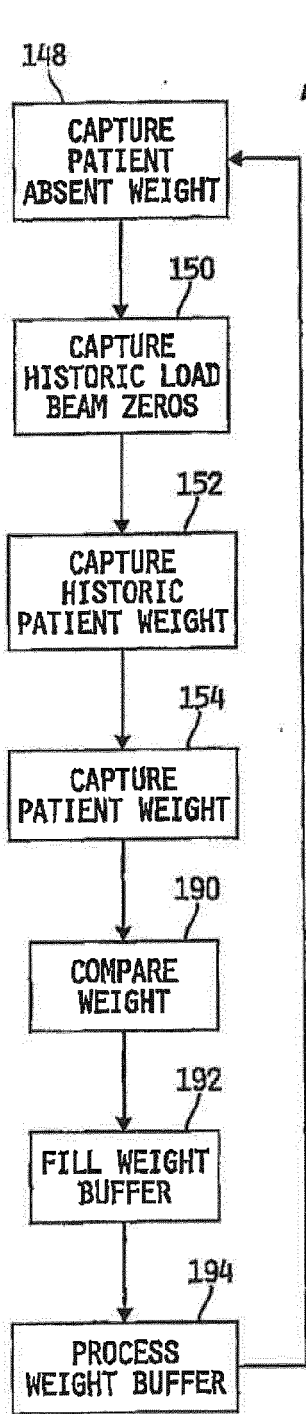 148
CAPTURE
PATIENT
ABSENT WEIGHT
150
CAPTURE
HISTORIC LOAD
BEAM ZEROS
152
CAPTURE
HISTORIC
PATIENT WEIGHT
154
CAPTURE
PATIENT WEIGHT
190
COMPARE
WEIGHT
192
FILL WEIGHT
BUFFER
194
PROCESS
WEIGHT BUFFER